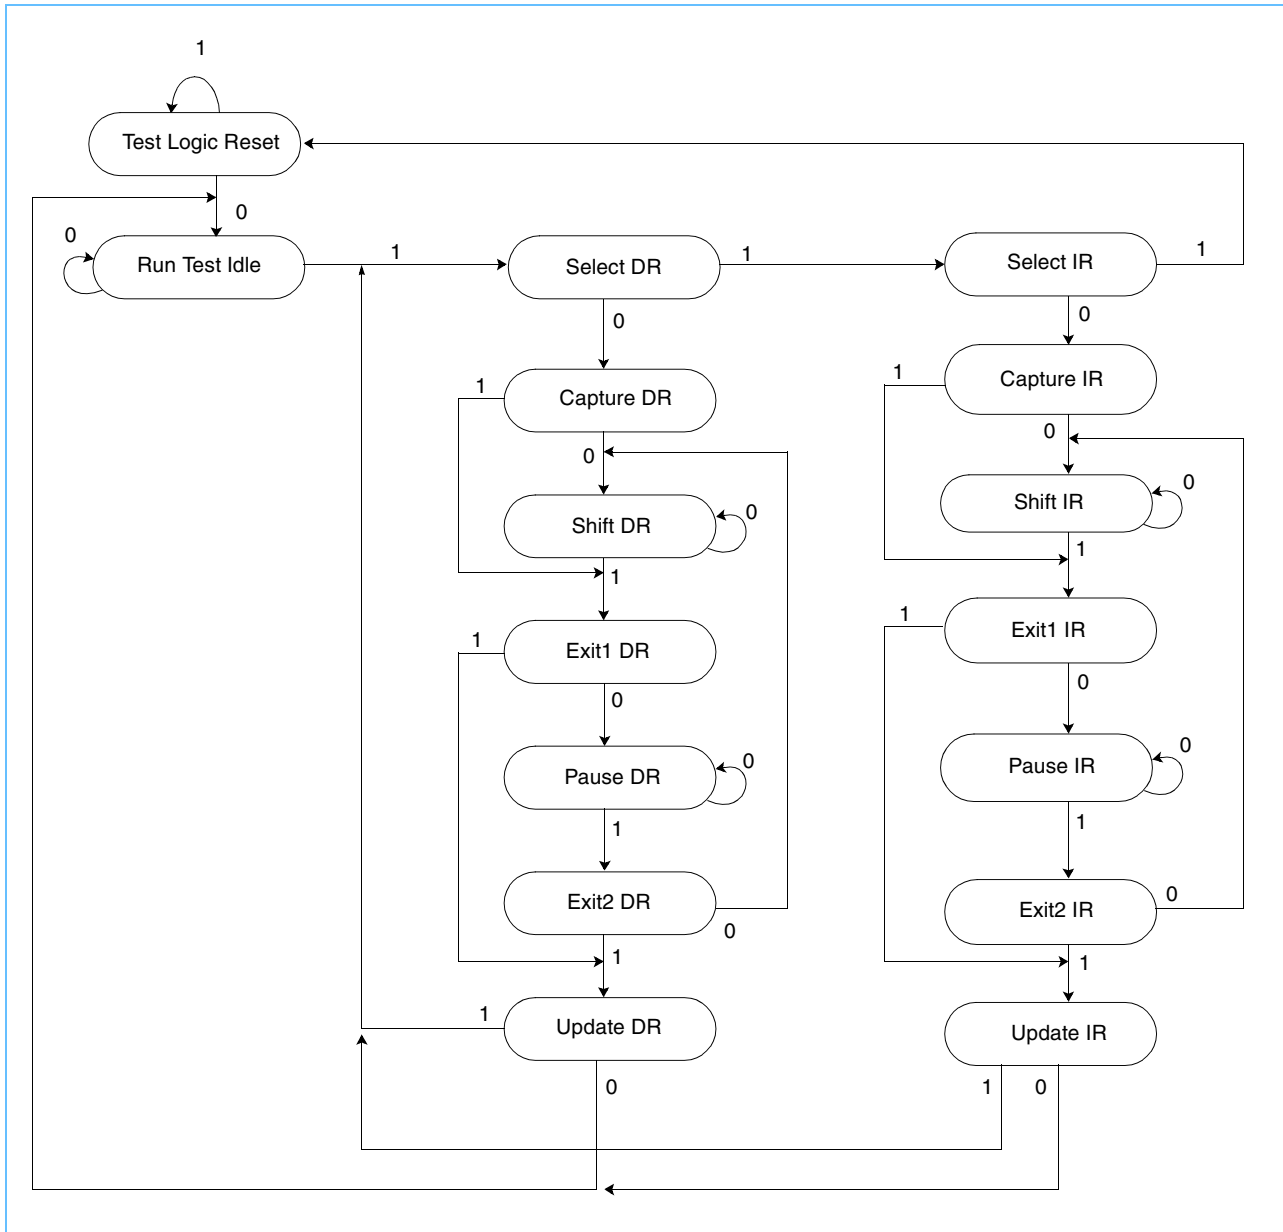 1
Test Logic Reset
0
0
Run Test Idle
1
Select DR
1
Select IR
1
0
0
1
Capture DR
1
Capture IR
0
0
Shift DR
0
Shift IR
0
1
1
1
Exit1 DR
1
Exit1 IR
0
0
Pause DR
0
Pause IR
0
1
1
Exit2 DR
0
Exit2 IR
0
1
1
1
Update DR
Update IR
0
1
0